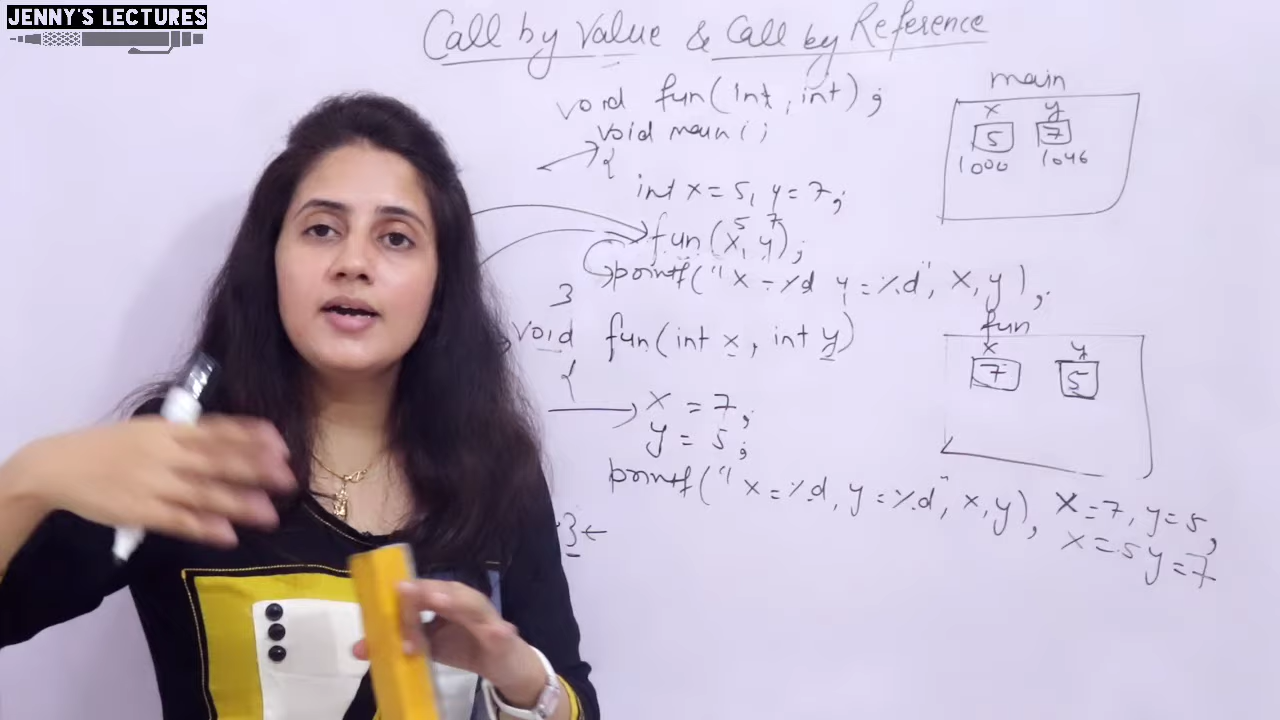 JENNY'S LECTURES
Call by Value & Call by Reference
void fun(int, int);
void main();
{
int x = 5, y = 7;
5 7
fun(x, y);
printf("x = %d y = %d", x, y);
}
void fun(int x, int y)
{
x = 7;
y = 5;
printf("x = %d, y = %d", x, y);
}
main
x y
5 7
1000 1046
fun
x y
7 5
x = 7, y = 5,
x = 5 y = 7